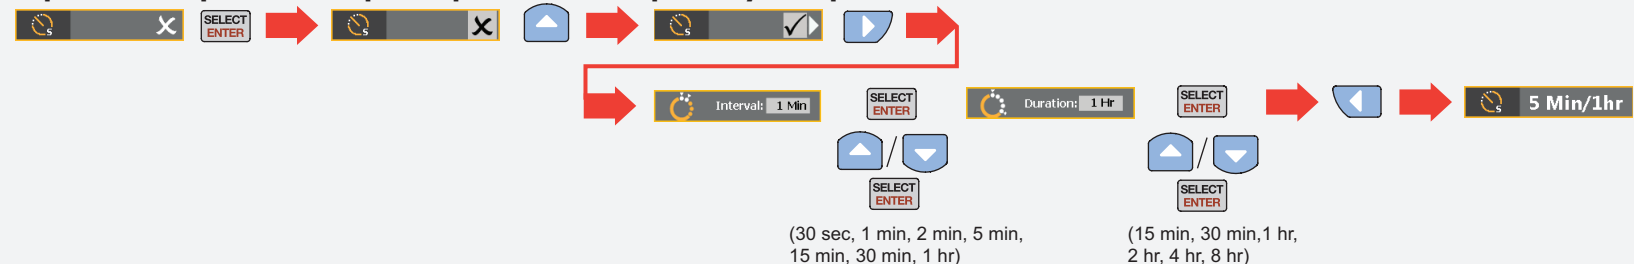 s
SELECT
ENTER
s
s
Interval: 1 Min
SELECT
ENTER
/
SELECT
ENTER
(30 sec, 1 min, 2 min, 5 min,
15 min, 30 min, 1 hr)
Duration: 1 Hr
SELECT
ENTER
/
SELECT
ENTER
(15 min, 30 min,1 hr,
2 hr, 4 hr, 8 hr)
s 5 Min/1hr